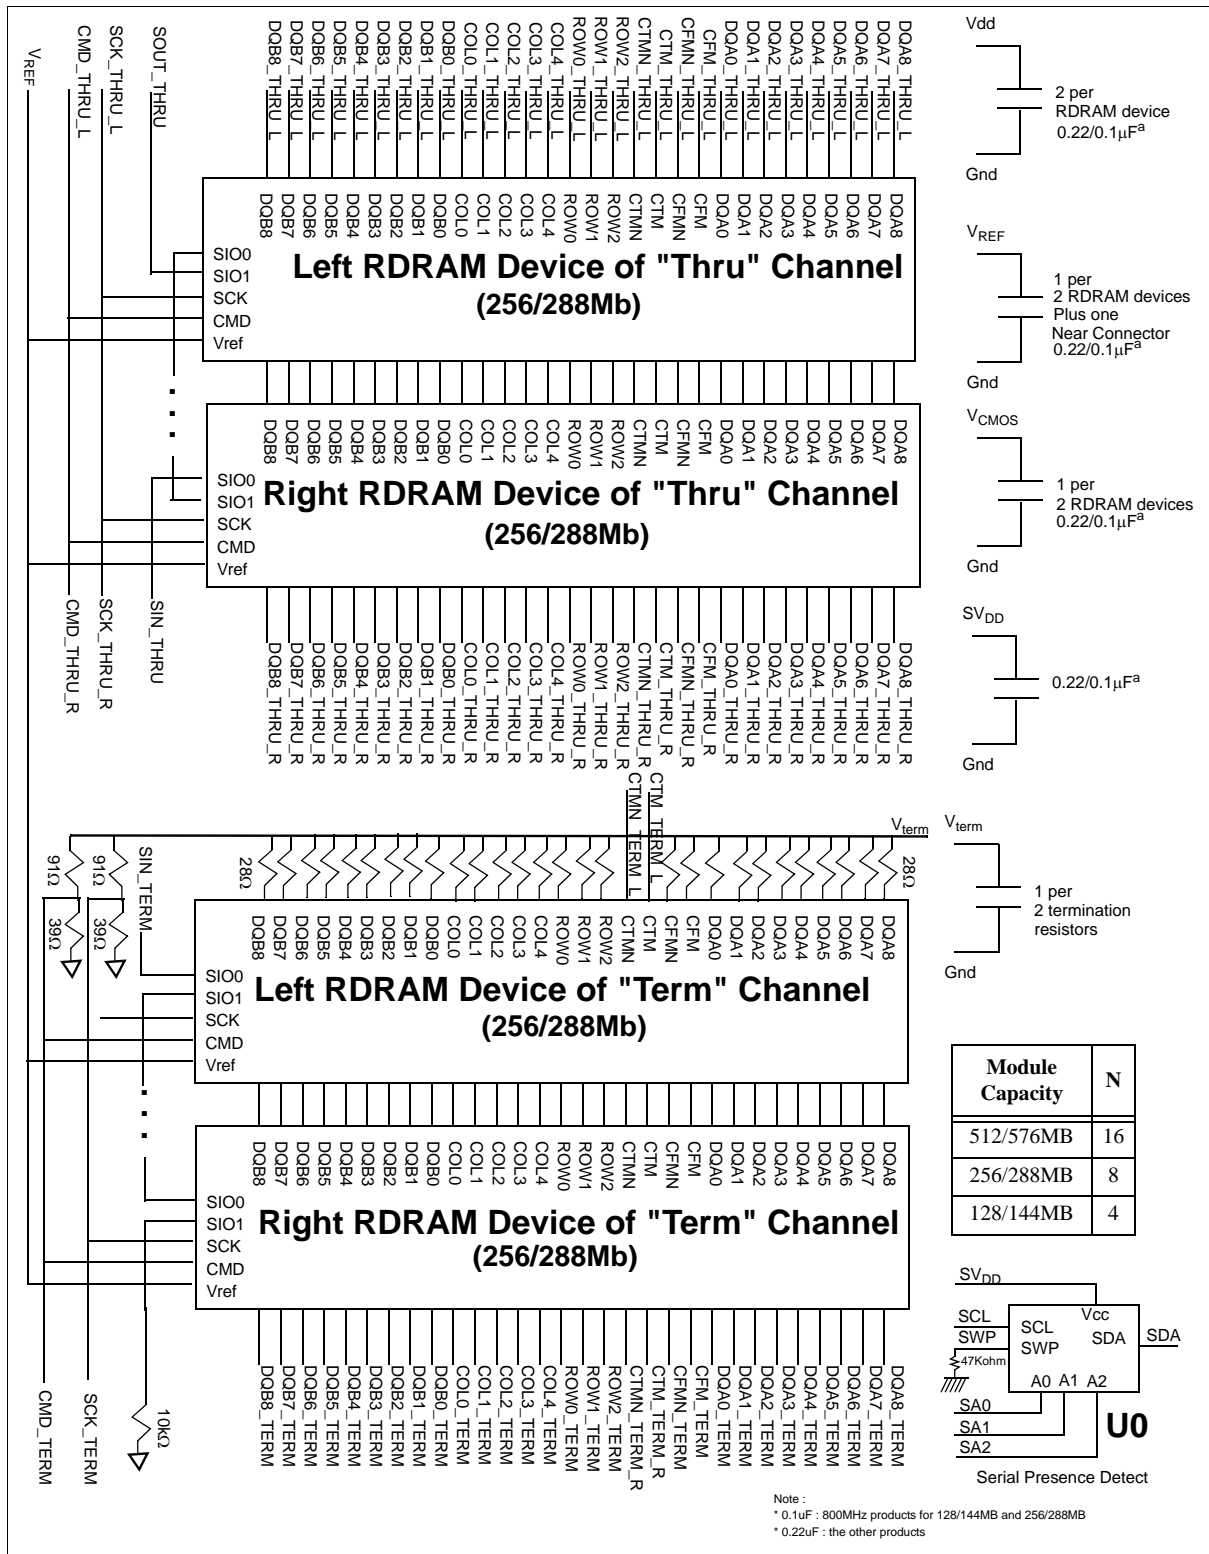 V_REF
CMD_THRU_L
SCK_THRU_L
SOUT_THRU
DQB8_THRU_L
DQB7_THRU_L
DQB6_THRU_L
DQB5_THRU_L
DQB4_THRU_L
DQB3_THRU_L
DQB2_THRU_L
DQB1_THRU_L
DQB0_THRU_L
COL0_THRU_L
COL1_THRU_L
COL2_THRU_L
COL3_THRU_L
COL4_THRU_L
ROW0_THRU_L
ROW1_THRU_L
ROW2_THRU_L
CTMN_THRU_L
CTM_THRU_L
CFMN_THRU_L
CFM_THRU_L
DQA0_THRU_L
DQA1_THRU_L
DQA2_THRU_L
DQA3_THRU_L
DQA4_THRU_L
DQA5_THRU_L
DQA6_THRU_L
DQA7_THRU_L
DQA8_THRU_L
DQB8 DQB7 DQB6 DQB5 DQB4 DQB3 DQB2 DQB1 DQB0 COL0 COL1 COL2 COL3 COL4 ROW0 ROW1 ROW2 CTMN CTM CFMN CFM DQA0 DQA1 DQA2 DQA3 DQA4 DQA5 DQA6 DQA7 DQA8
SIO0
SIO1
SCK
CMD
Vref
Left RDRAM Device of "Thru" Channel
(256/288Mb)
DQB8 DQB7 DQB6 DQB5 DQB4 DQB3 DQB2 DQB1 DQB0 COL0 COL1 COL2 COL3 COL4 ROW0 ROW1 ROW2 CTMN CTM CFMN CFM DQA0 DQA1 DQA2 DQA3 DQA4 DQA5 DQA6 DQA7 DQA8
SIO0
SIO1
SCK
CMD
Vref
Right RDRAM Device of "Thru" Channel
(256/288Mb)
CMD_THRU_R
SCK_THRU_R
SIN_THRU
DQB8_THRU_R
DQB7_THRU_R
DQB6_THRU_R
DQB5_THRU_R
DQB4_THRU_R
DQB3_THRU_R
DQB2_THRU_R
DQB1_THRU_R
DQB0_THRU_R
COL0_THRU_R
COL1_THRU_R
COL2_THRU_R
COL3_THRU_R
COL4_THRU_R
ROW0_THRU_R
ROW1_THRU_R
ROW2_THRU_R
CTMN_THRU_R
CTM_THRU_R
CFMN_THRU_R
CFM_THRU_R
DQA0_THRU_R
DQA1_THRU_R
DQA2_THRU_R
DQA3_THRU_R
DQA4_THRU_R
DQA5_THRU_R
DQA6_THRU_R
DQA7_THRU_R
DQA8_THRU_R
CTMN_TERM_L
CTM_TERM_L
V_term
91Ω
91Ω
39Ω
39Ω
SIN_TERM
28Ω
28Ω
DQB8 DQB7 DQB6 DQB5 DQB4 DQB3 DQB2 DQB1 DQB0 COL0 COL1 COL2 COL3 COL4 ROW0 ROW1 ROW2 CTMN CTM CFMN CFM DQA0 DQA1 DQA2 DQA3 DQA4 DQA5 DQA6 DQA7 DQA8
SIO0
SIO1
SCK
CMD
Vref
Left RDRAM Device of "Term" Channel
(256/288Mb)
DQB8 DQB7 DQB6 DQB5 DQB4 DQB3 DQB2 DQB1 DQB0 COL0 COL1 COL2 COL3 COL4 ROW0 ROW1 ROW2 CTMN CTM CFMN CFM DQA0 DQA1 DQA2 DQA3 DQA4 DQA5 DQA6 DQA7 DQA8
SIO0
SIO1
SCK
CMD
Vref
Right RDRAM Device of "Term" Channel
(256/288Mb)
CMD_TERM
SCK_TERM
10kΩ
DQB8_TERM
DQB7_TERM
DQB6_TERM
DQB5_TERM
DQB4_TERM
DQB3_TERM
DQB2_TERM
DQB1_TERM
DQB0_TERM
COL0_TERM
COL1_TERM
COL2_TERM
COL3_TERM
COL4_TERM
ROW0_TERM
ROW1_TERM
ROW2_TERM
CTMN_TERM_R
CTM_TERM_R
CFMN_TERM
CFM_TERM
DQA0_TERM
DQA1_TERM
DQA2_TERM
DQA3_TERM
DQA4_TERM
DQA5_TERM
DQA6_TERM
DQA7_TERM
DQA8_TERM
Vdd
2 per
RDRAM device
0.22/0.1μFᵃ
Gnd
V_REF
1 per
2 RDRAM devices
Plus one
Near Connector
0.22/0.1μFᵃ
Gnd
V_CMOS
1 per
2 RDRAM devices
0.22/0.1μFᵃ
Gnd
SV_DD
0.22/0.1μFᵃ
Gnd
V_term
1 per
2 termination
resistors
Gnd
Module Capacity N
512/576MB 16
256/288MB 8
128/144MB 4
SV_DD
Vcc
SCL
SWP
SCL
SWP
SDA
SDA
47Kohm
A0 A1 A2
SA0
SA1
SA2
U0
Serial Presence Detect
Note :
* 0.1uF : 800MHz products for 128/144MB and 256/288MB
* 0.22uF : the other products